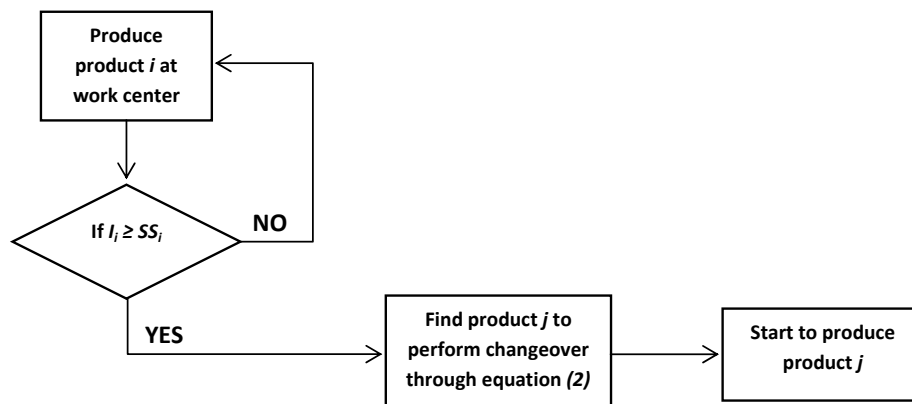 Produce
product i at
work center
If Ii ≥ SSi
NO
YES
Find product j to
perform changeover
through equation (2)
Start to produce
product j